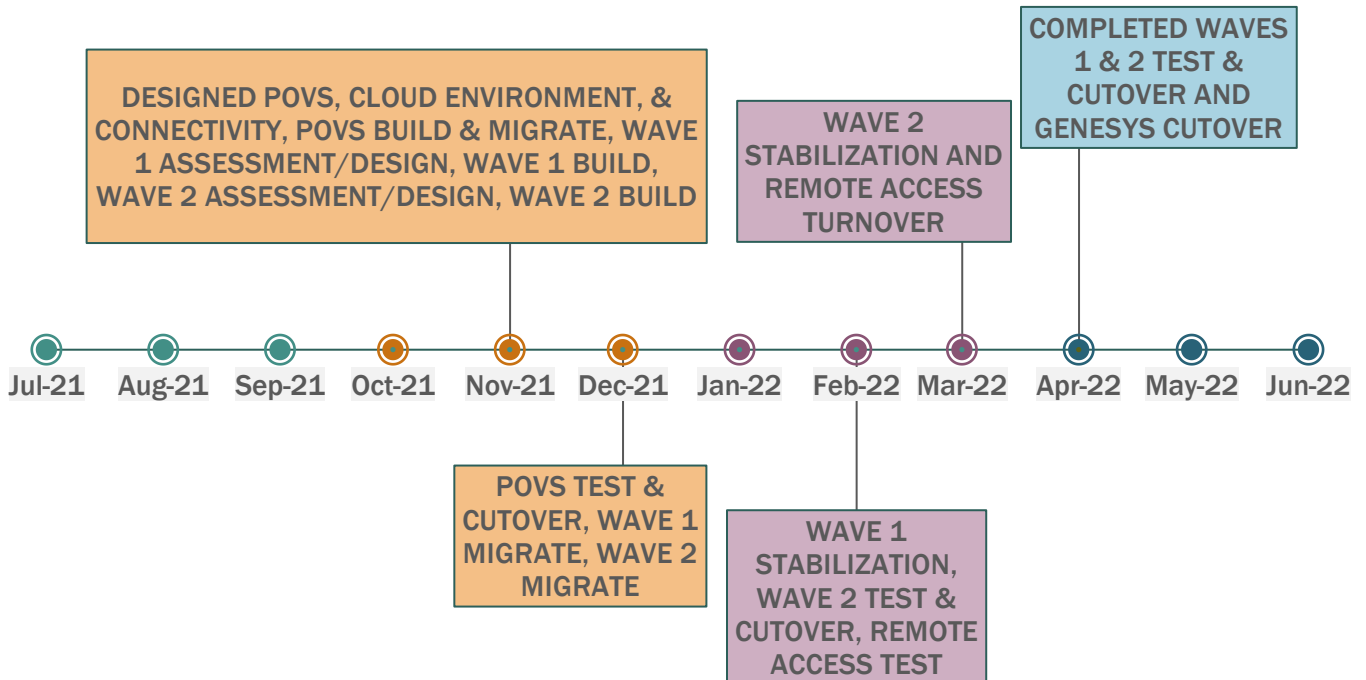 COMPLETED WAVES
1 & 2 TEST &
CUTOVER AND
GENESYS CUTOVER
DESIGNED POVS, CLOUD ENVIRONMENT, &
CONNECTIVITY, POVS BUILD & MIGRATE, WAVE
1 ASSESSMENT/DESIGN, WAVE 1 BUILD,
WAVE 2 ASSESSMENT/DESIGN, WAVE 2 BUILD
WAVE 2
STABILIZATION AND
REMOTE ACCESS
TURNOVER
Jul-21 Aug-21 Sep-21 Oct-21 Nov-21 Dec-21 Jan-22 Feb-22 Mar-22 Apr-22 May-22 Jun-22
POVS TEST &
CUTOVER, WAVE 1
MIGRATE, WAVE 2
MIGRATE
WAVE 1
STABILIZATION,
WAVE 2 TEST &
CUTOVER, REMOTE
ACCESS TEST